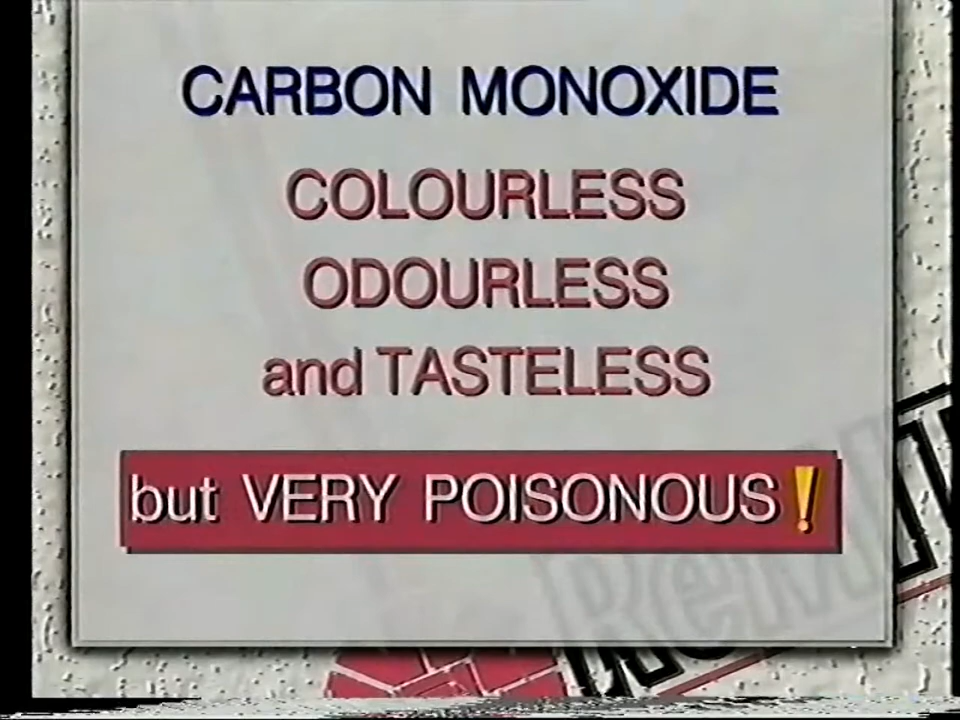 CARBON MONOXIDE
COLOURLESS
ODOURLESS
and TASTELESS
but VERY POISONOUS!